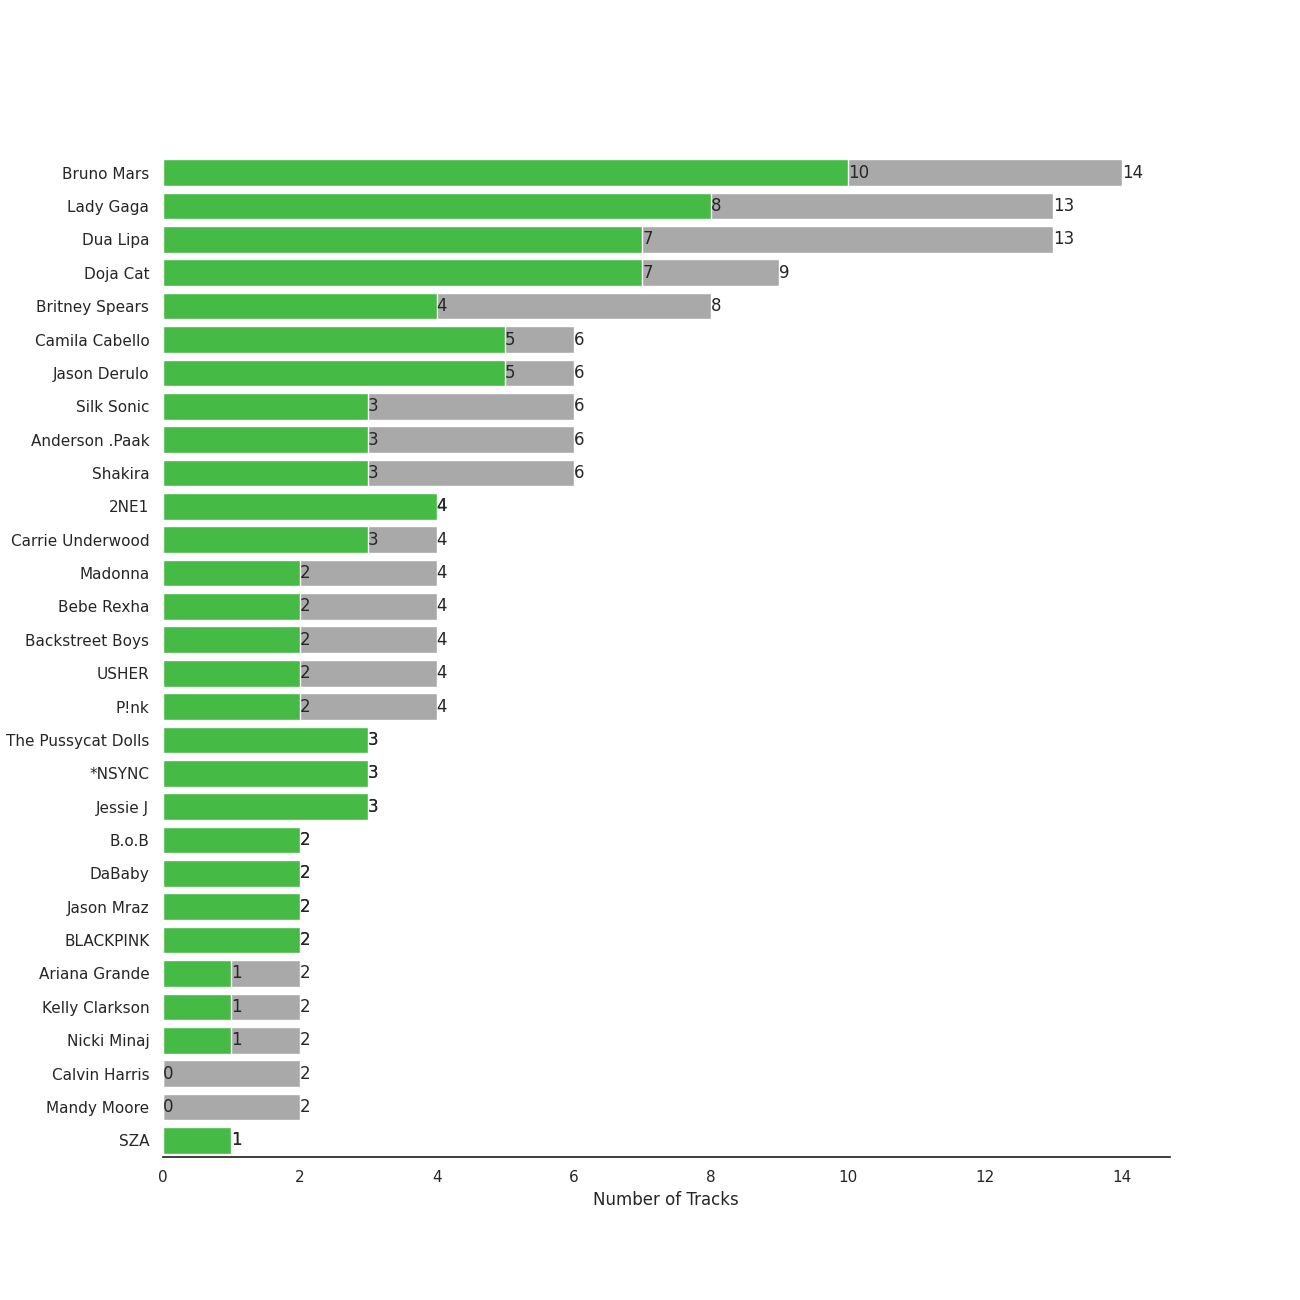 Bruno Mars 10 14
Lady Gaga 8 13
Dua Lipa 7 13
Doja Cat 7 9
Britney Spears 4 8
Camila Cabello 5 6
Jason Derulo 5 6
Silk Sonic 3 6
Anderson .Paak 3 6
Shakira 3 6
2NE1 4
Carrie Underwood 3 4
Madonna 2 4
Bebe Rexha 2 4
Backstreet Boys 2 4
USHER 2 4
P!nk 2 4
The Pussycat Dolls 3
*NSYNC 3
Jessie J 3
B.o.B 2
DaBaby 2
Jason Mraz 2
BLACKPINK 2
Ariana Grande 1 2
Kelly Clarkson 1 2
Nicki Minaj 1 2
Calvin Harris 0 2
Mandy Moore 0 2
SZA 1
0 2 4 6 8 10 12 14
Number of Tracks